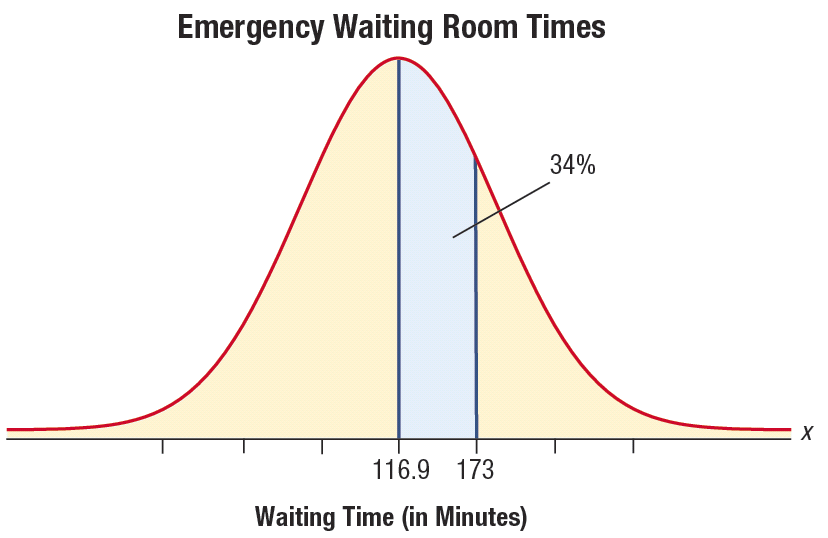 Emergency Waiting Room Times
34%
x
116.9 173
Waiting Time (in Minutes)